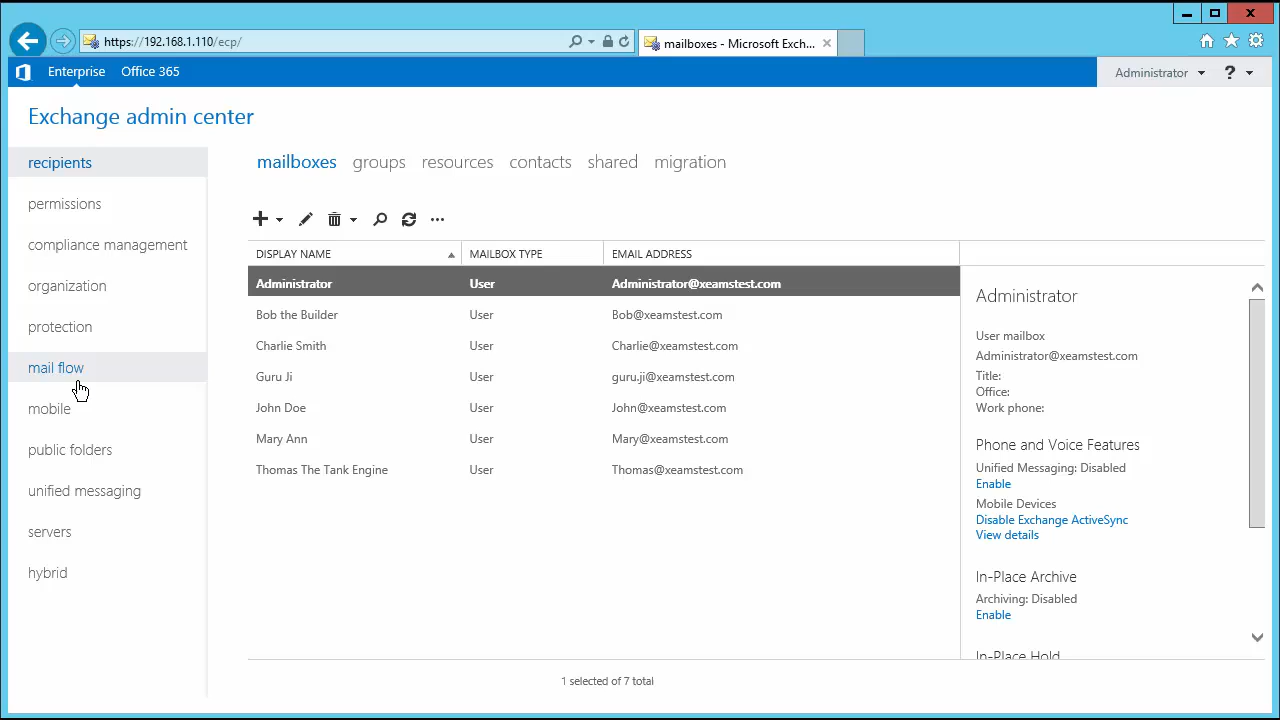 https://192.168.1.110/ecp/
mailboxes - Microsoft Exch...
Enterprise Office 365
Administrator ?
Exchange admin center
recipients
permissions
compliance management
organization
protection
mail flow
mobile
public folders
unified messaging
servers
hybrid
mailboxes groups resources contacts shared migration
DISPLAY NAME MAILBOX TYPE EMAIL ADDRESS
Administrator User Administrator@xeamstest.com
Bob the Builder User Bob@xeamstest.com
Charlie Smith User Charlie@xeamstest.com
Guru Ji User guru.ji@xeamstest.com
John Doe User John@xeamstest.com
Mary Ann User Mary@xeamstest.com
Thomas The Tank Engine User Thomas@xeamstest.com
1 selected of 7 total
Administrator
User mailbox
Administrator@xeamstest.com
Title:
Office:
Work phone:
Phone and Voice Features
Unified Messaging: Disabled
Enable
Mobile Devices
Disable Exchange ActiveSync
View details
In-Place Archive
Archiving: Disabled
Enable
In-Place Hold